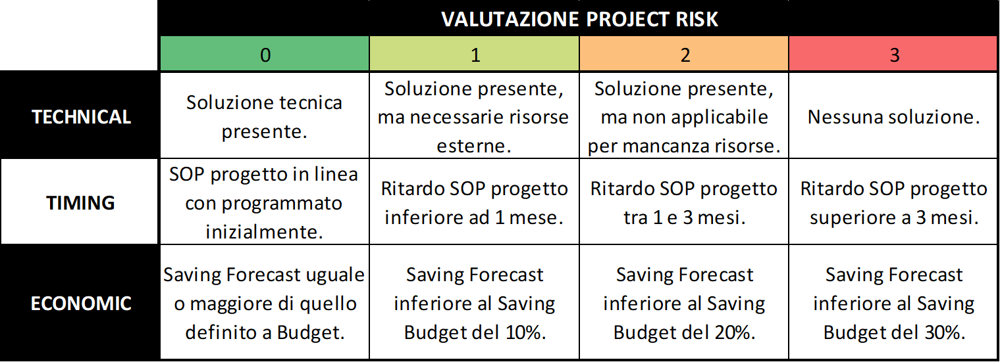 VALUTAZIONE PROJECT RISK
0 1 2 3
TECHNICAL
Soluzione tecnica
presente.
Soluzione presente,
ma necessarie risorse
esterne.
Soluzione presente,
ma non applicabile
per mancanza risorse.
Nessuna soluzione.
TIMING
SOP progetto in linea
con programmato
inizialmente.
Ritardo SOP progetto
inferiore ad 1 mese.
Ritardo SOP progetto
tra 1 e 3 mesi.
Ritardo SOP progetto
superiore a 3 mesi.
ECONOMIC
Saving Forecast uguale
o maggiore di quello
definito a Budget.
Saving Forecast
inferiore al Saving
Budget del 10%.
Saving Forecast
inferiore al Saving
Budget del 20%.
Saving Forecast
inferiore al Saving
Budget del 30%.